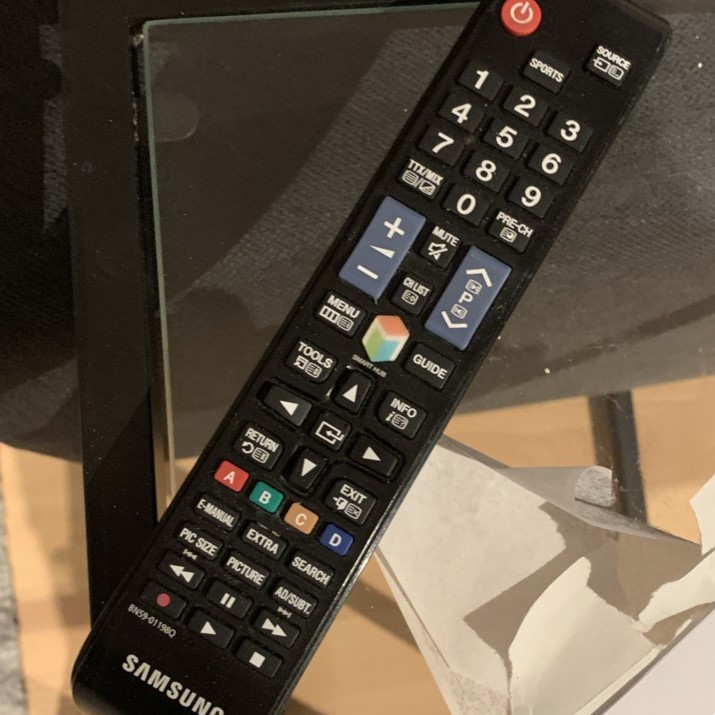 SOURCE
SPORTS
1 2 3
4 5 6
7 8 9
TTX/MIX 0 PRE-CH
+ MUTE
- CH LIST P
MENU
SMART HUB
GUIDE
TOOLS
INFO
i
RETURN
EXIT
A B C D
E-MANUAL EXTRA SEARCH
PIC SIZE PICTURE AD/SUBT.
BN59-01198Q
SAMSUNG